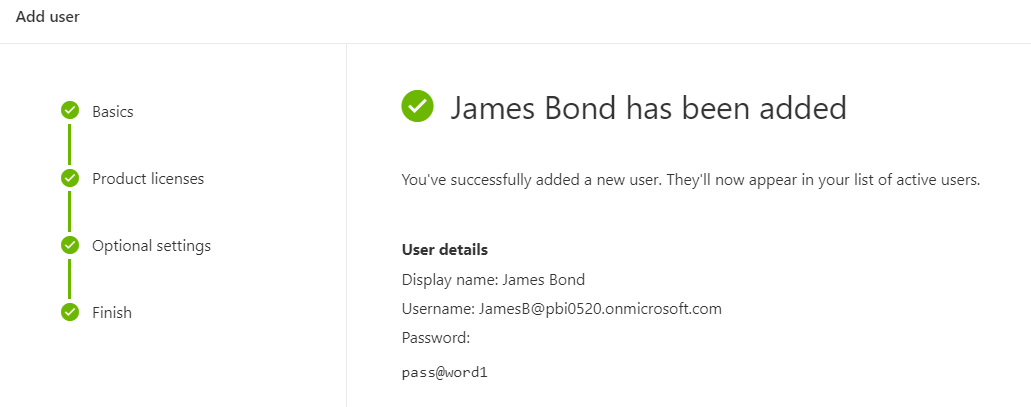 Add user
Basics
Product licenses
Optional settings
Finish
James Bond has been added
You've successfully added a new user. They'll now appear in your list of active users.
User details
Display name: James Bond
Username: JamesB@pbi0520.onmicrosoft.com
Password:
pass@word1